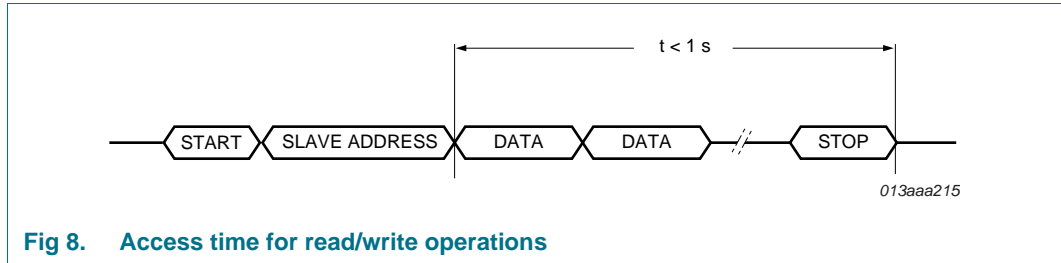 t < 1 s
START SLAVE ADDRESS DATA DATA STOP
013aaa215
Fig 8. Access time for read/write operations